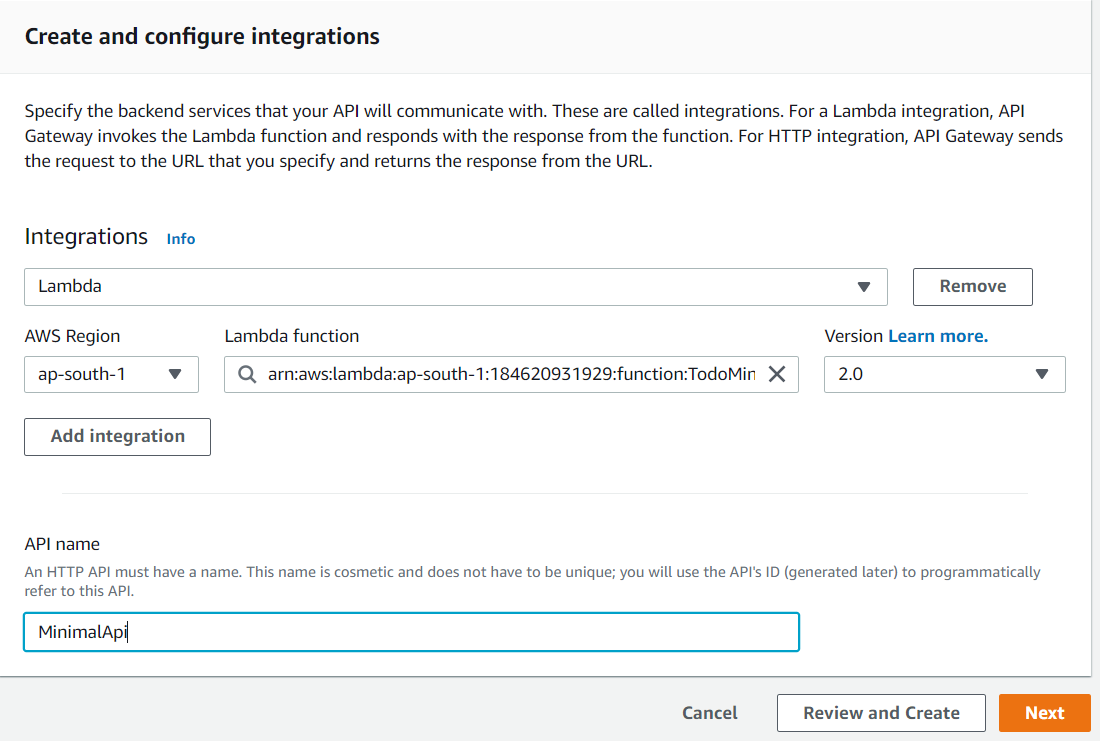 Create and configure integrations
Specify the backend services that your API will communicate with. These are called integrations. For a Lambda integration, API
Gateway invokes the Lambda function and responds with the response from the function. For HTTP integration, API Gateway sends
the request to the URL that you specify and returns the response from the URL.
Integrations Info
Lambda Remove
AWS Region Lambda function Version Learn more.
ap-south-1 arn:aws:lambda:ap-south-1:184620931929:function:TodoMin 2.0
Add integration
API name
An HTTP API must have a name. This name is cosmetic and does not have to be unique; you will use the API's ID (generated later) to programmatically
refer to this API.
MinimalApi
Cancel Review and Create Next